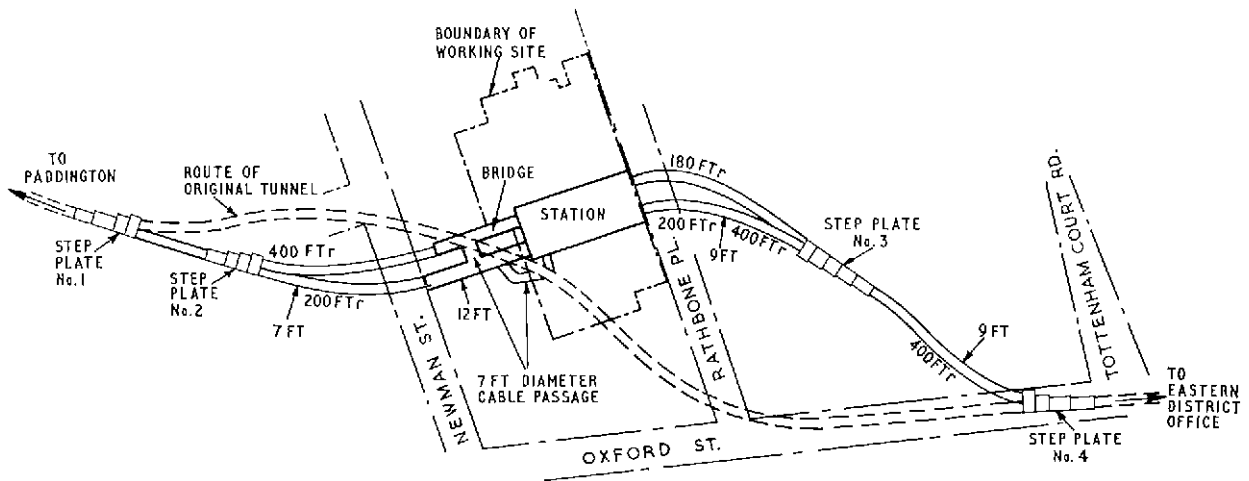 BOUNDARY OF
WORKING SITE
TO
PADDINGTON
ROUTE OF
ORIGINAL TUNNEL
BRIDGE
STATION
180 FTr
TOTTENHAM COURT RD.
STEP
PLATE
No.1
400 FTr
STEP
PLATE
No.2
7 FT
200 FTr
12 FT
200 FTr
9 FT
400 FTr
STEP PLATE
No. 3
RATHBONE PL.
NEWMAN ST.
7 FT DIAMETER
CABLE PASSAGE
9 FT
400 FTr
TO
EASTERN
DISTRICT
OFFICE
OXFORD ST.
STEP PLATE
No. 4